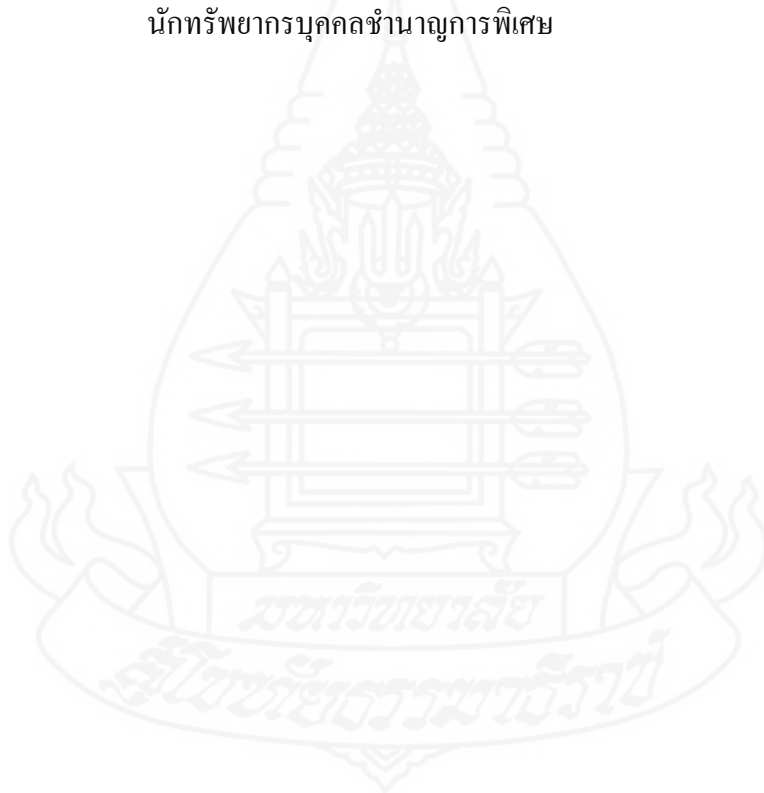 นักทรัพยากรบุคคลชำนาญการพิเศษ
มหาวิทยาลัย
สุโขทัยธรรมาธิราช